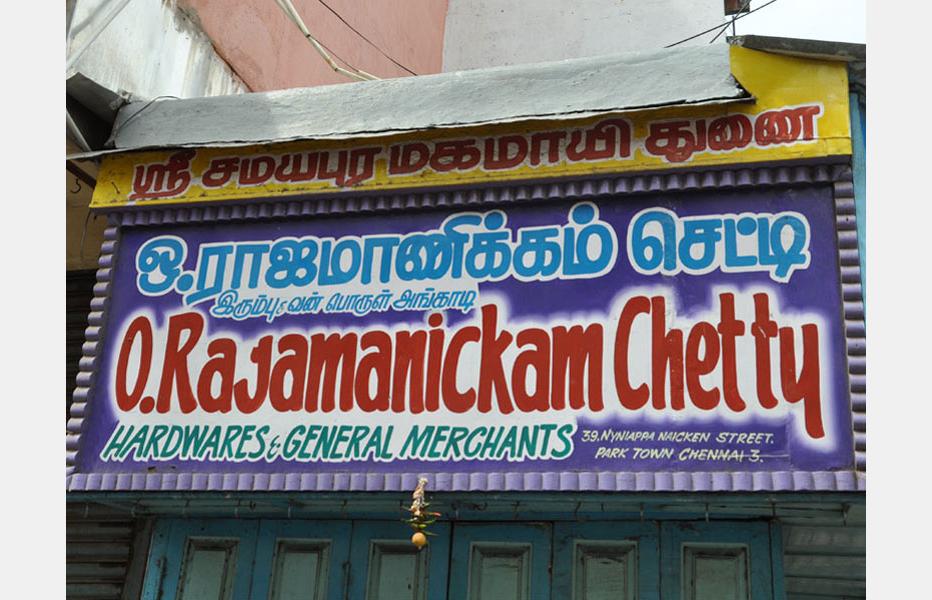 ஸ்ரீ சமயபுர மகமாயி துணை
ஒ.ராஜமாணிக்கம் செட்டி
இரும்பு & வன் பொருள் அங்காடி
O.Rajamanickam Chetty
HARDWARES & GENERAL MERCHANTS
39, NYNIAPPA NAICKEN STREET.
PARK TOWN CHENNAI 3.